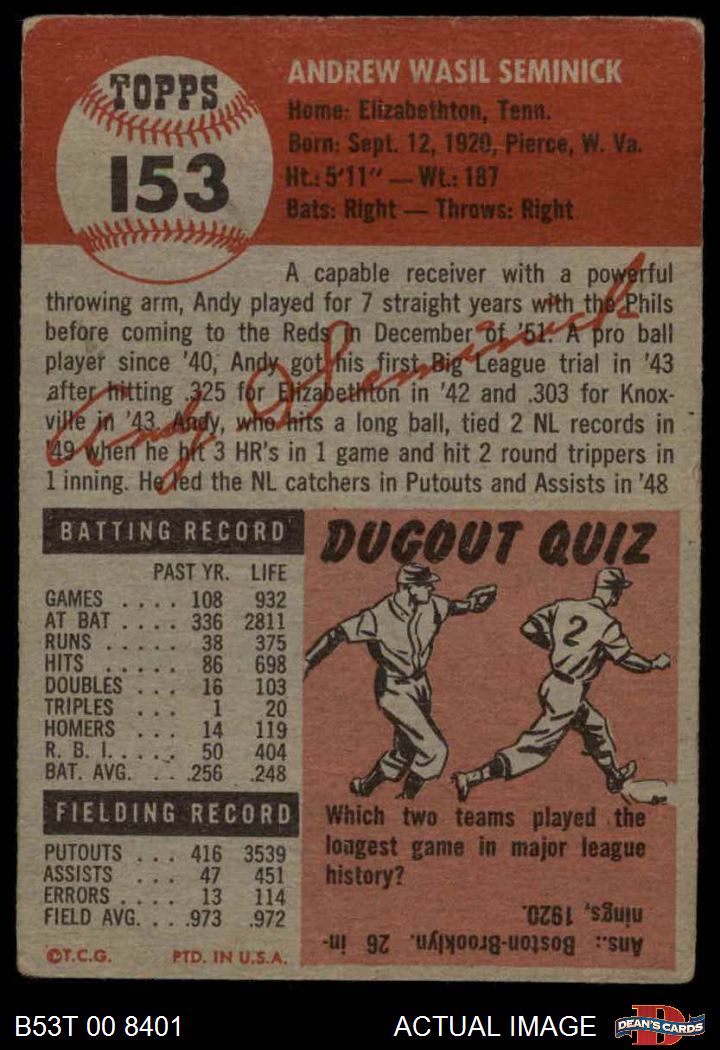 TOPPS
153
ANDREW WASIL SEMINICK
Home: Elizabethton, Tenn.
Born: Sept. 12, 1920, Pierce, W. Va.
Ht.: 5'11" — Wt.: 187
Bats: Right — Throws: Right
A capable receiver with a powerful
throwing arm, Andy played for 7 straight years with the Phils
before coming to the Reds in December of '51. A pro ball
player since '40, Andy got his first Big League trial in '43
after hitting .325 for Elizabethton in '42 and .303 for Knox-
ville in '43. Andy, who hits a long ball, tied 2 NL records in
'49 when he hit 3 HR's in 1 game and hit 2 round trippers in
1 inning. He led the NL catchers in Putouts and Assists in '48
Andy Seminick
BATTING RECORD
PAST YR. LIFE
GAMES . . . . 108 932
AT BAT . . . . 336 2811
RUNS . . . . . 38 375
HITS . . . . . 86 698
DOUBLES . . . 16 103
TRIPLES . . . 1 20
HOMERS . . . 14 119
R. B. I. . . . . 50 404
BAT. AVG. . . .256 .248
FIELDING RECORD
PUTOUTS . . . 416 3539
ASSISTS . . . 47 451
ERRORS . . . . 13 114
FIELD AVG. . . .973 .972
©T.C.G. PTD. IN U.S.A.
DUGOUT QUIZ
2
Which two teams played the
longest game in major league
history?
Ans.: Boston-Brooklyn. 26 in-
nings, 1920.
B53T 00 8401
ACTUAL IMAGE
D
DEAN'S CARDS